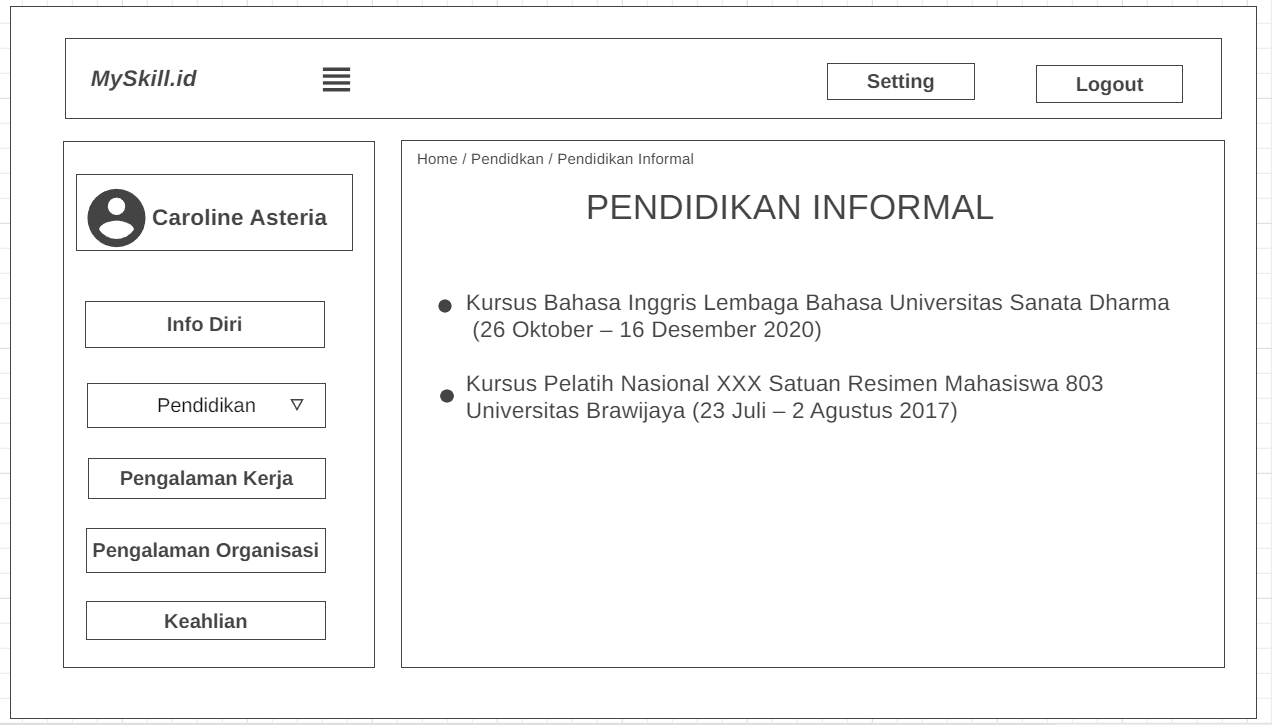 MySkill.id
Setting
Logout
Caroline Asteria
Info Diri
Pendidikan
Pengalaman Kerja
Pengalaman Organisasi
Keahlian
Home / Pendidkan / Pendidikan Informal
PENDIDIKAN INFORMAL
Kursus Bahasa Inggris Lembaga Bahasa Universitas Sanata Dharma
(26 Oktober – 16 Desember 2020)
Kursus Pelatih Nasional XXX Satuan Resimen Mahasiswa 803
Universitas Brawijaya (23 Juli – 2 Agustus 2017)